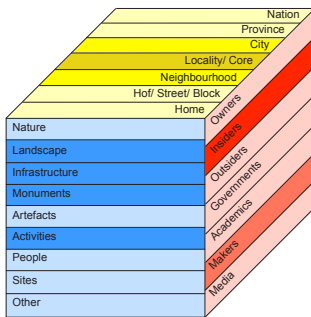 Nation
Province
City
Locality/ Core
Neighbourhood
Hof/ Street/ Block
Home
Nature
Landscape
Infrastructure
Monuments
Artefacts
Activities
People
Sites
Other
Owners
Insiders
Outsiders
Governments
Academics
Makers
Media